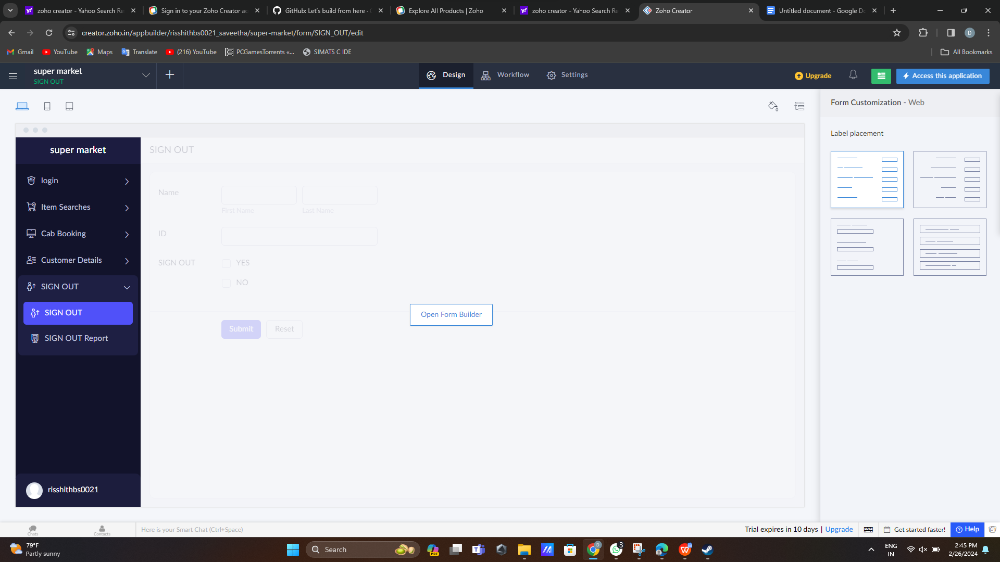 zoho creator - Yahoo Search Re
Sign in to your Zoho Creator ac
GitHub: Let's build from here ·
Explore All Products | Zoho
zoho creator - Yahoo Search Re
Zoho Creator
Untitled document - Google Do
creator.zoho.in/appbuilder/risshithbs0021_saveetha/super-market/form/SIGN_OUT/edit
D
Gmail
YouTube
Maps
Translate
(216) YouTube
PCGamesTorrents «...
SIMATS C IDE
All Bookmarks
super market
SIGN OUT
Design
Workflow
Settings
Upgrade
Access this application
Form Customization - Web
Label placement
super market
login
Item Searches
Cab Booking
Customer Details
SIGN OUT
SIGN OUT
SIGN OUT Report
risshithbs0021
SIGN OUT
Name
First Name
Last Name
ID
SIGN OUT
YES
NO
Open Form Builder
Submit
Reset
Chats
Contacts
Here is your Smart Chat (Ctrl+Space)
Trial expires in 10 days | Upgrade
Get started faster!
Help
79°F
Partly sunny
Search
PRE
D
3
ENG
IN
2:45 PM
2/26/2024